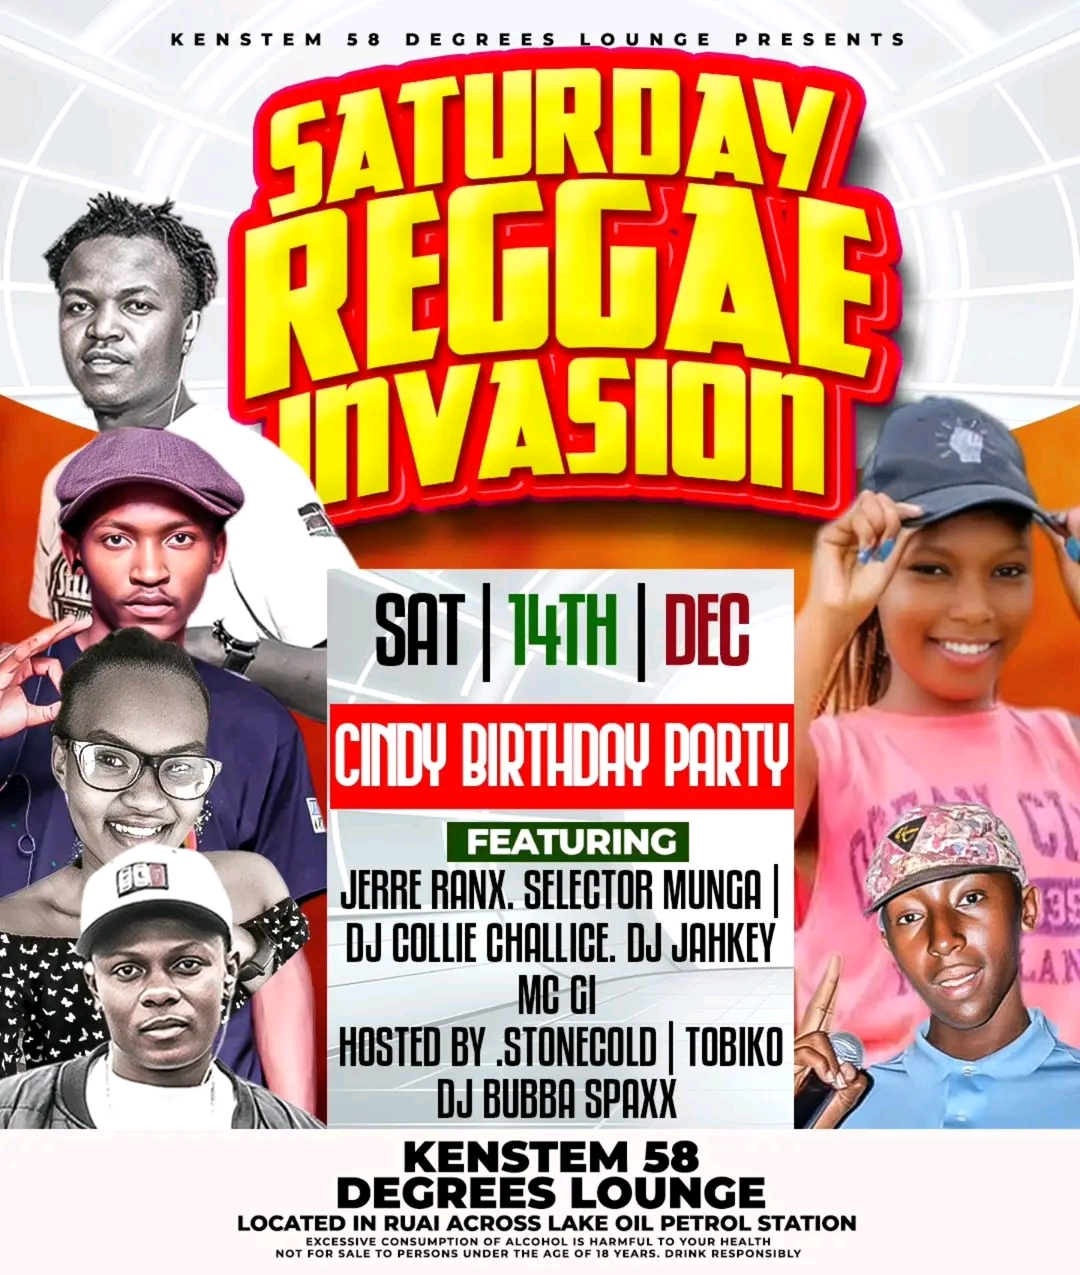 KENSTEM 58 DEGREES LOUNGE PRESENTS
SATURDAY
REGGAE
INVASION
SAT | 14TH | DEC
CINDY BIRTHDAY PARTY
FEATURING
JERRE RANX. SELECTOR MUNGA |
DJ COLLIE CHALLICE. DJ JAHKEY
MC GI
HOSTED BY .STONECOLD | TOBIKO
DJ BUBBA SPAXX
KENSTEM 58
DEGREES LOUNGE
LOCATED IN RUAI ACROSS LAKE OIL PETROL STATION
EXCESSIVE CONSUMPTION OF ALCOHOL IS HARMFUL TO YOUR HEALTH
NOT FOR SALE TO PERSONS UNDER THE AGE OF 18 YEARS. DRINK RESPONSIBLY